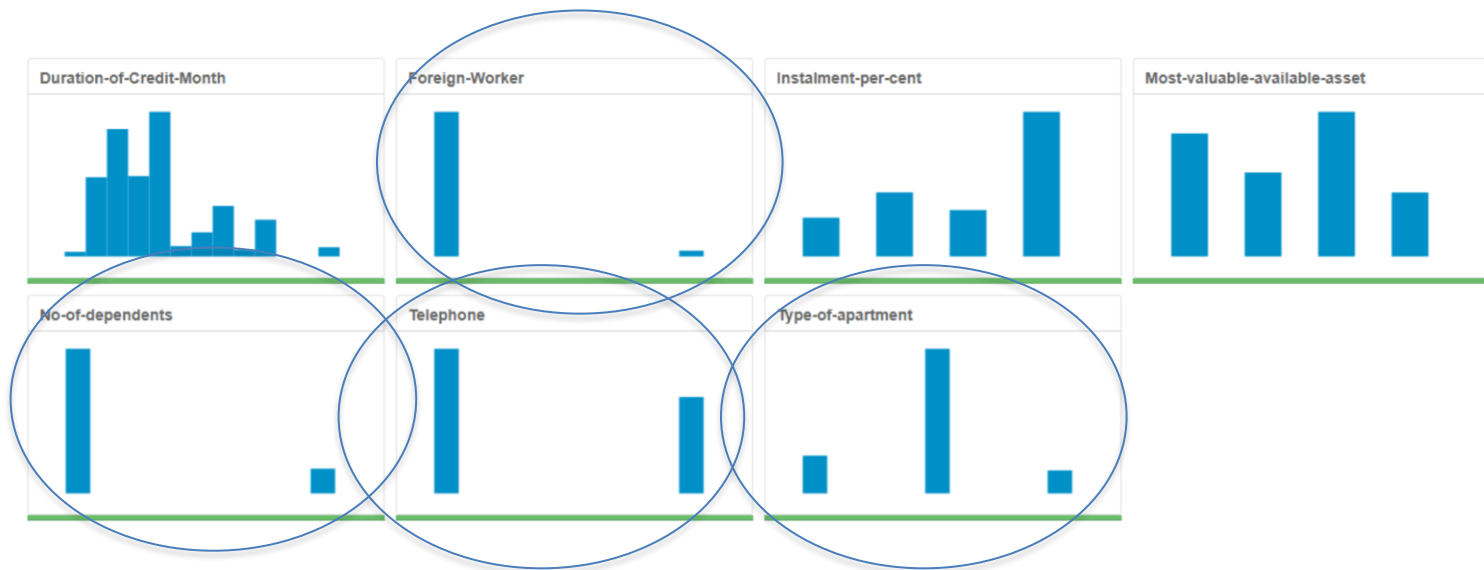 Duration-of-Credit-Month
Foreign-Worker
Instalment-per-cent
Most-valuable-available-asset
No-of-dependents
Telephone
Type-of-apartment